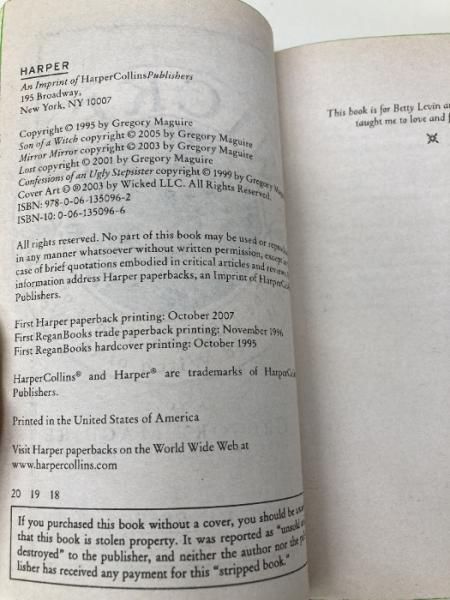 HARPER
An Imprint of HarperCollinsPublishers
195 Broadway,
New York, NY 10007
Copyright © 1995 by Gregory Maguire
Son of a Witch copyright © 2005 by Gregory Maguire
Mirror Mirror copyright © 2003 by Gregory Maguire
Lost copyright © 2001 by Gregory Maguire
Confessions of an Ugly Stepsister copyright © 1999 by Gregory Maguire
Cover Art © ® 2003 by Wicked LLC. All Rights Reserved.
ISBN: 978-0-06-135096-2
ISBN-10: 0-06-135096-6
All rights reserved. No part of this book may be used or
in any manner whatsoever without written permission, except
case of brief quotations embodied in critical articles and
information address Harper paperbacks, an Imprint of
Publishers.
First Harper paperback printing: October 2007
First ReganBooks trade paperback printing: November 1996
First ReganBooks hardcover printing: October 1995
HarperCollins® and Harper® are trademarks of
Publishers.
Printed in the United States of America
Visit Harper paperbacks on the World Wide Web at
www.harpercollins.com
20 19 18
If you purchased this book without a cover, you should be
that this book is stolen property. It was reported as "unsold
destroyed" to the publisher, and neither the author nor the
lisher has received any payment for this "stripped book."
This book is for Betty Levin
taught me to love and